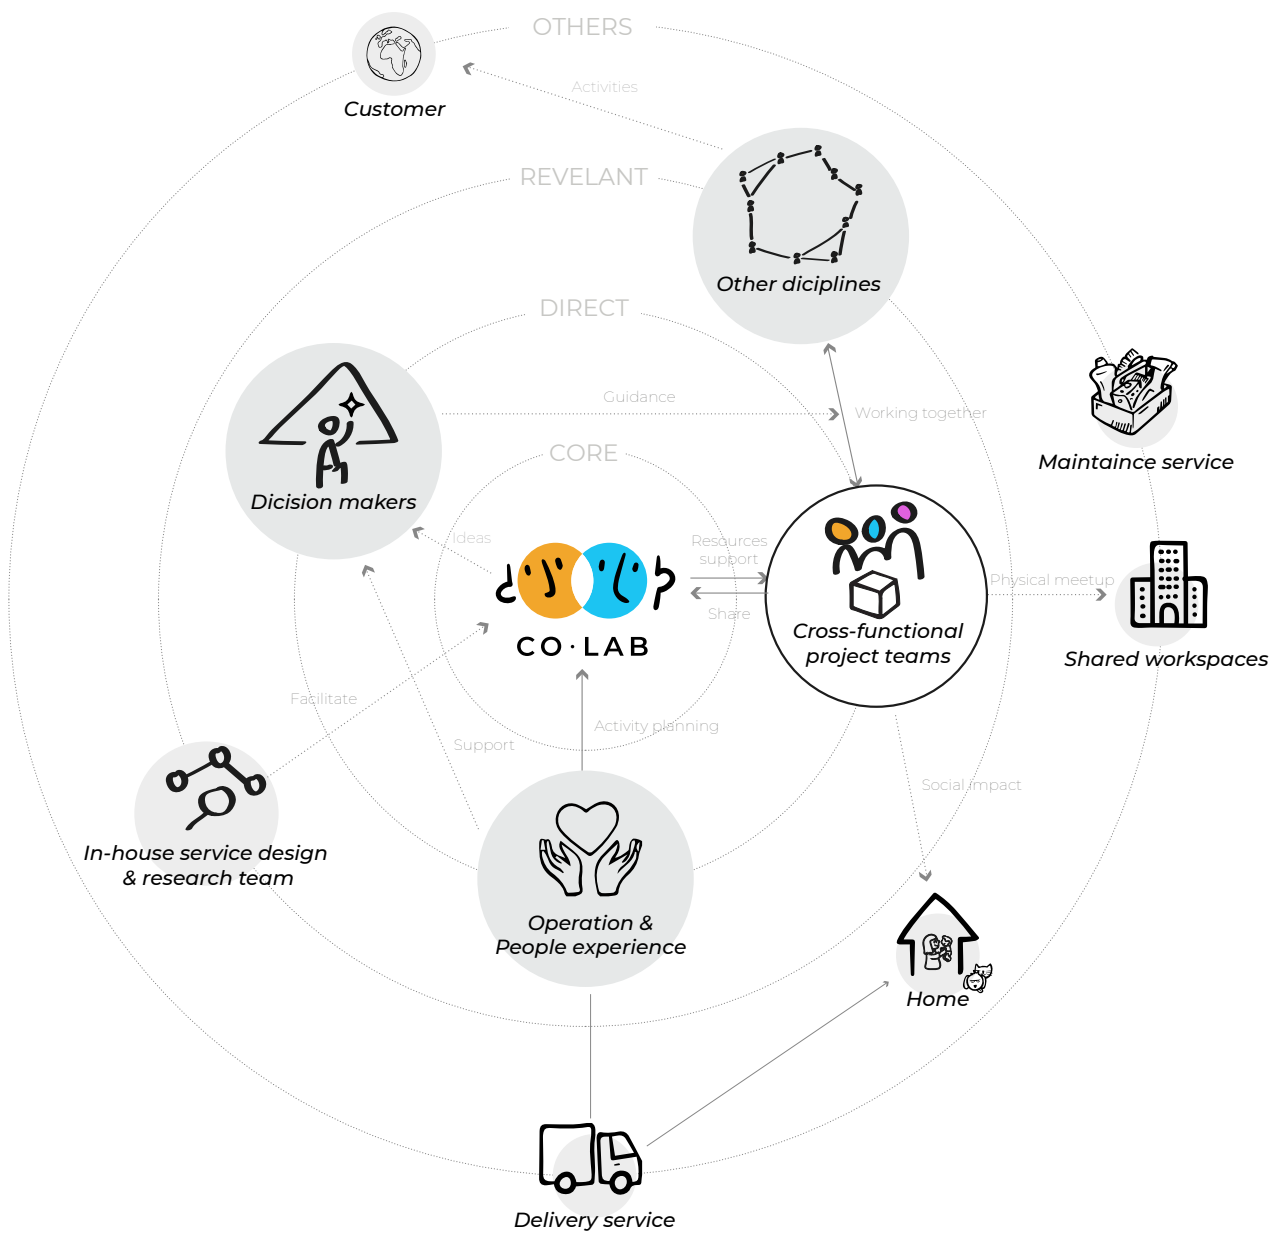 OTHERS
Customer
Activities
REVELANT
Other diciplines
DIRECT
Guidance
Working together
Maintaince service
CORE
Dicision makers
Ideas
Resources
support
Physical meetup
Share
CO·LAB
Cross-functional
project teams
Shared workspaces
Facilitate
Activity planning
Support
Social impact
In-house service design
& research team
Operation &
People experience
Home
Delivery service